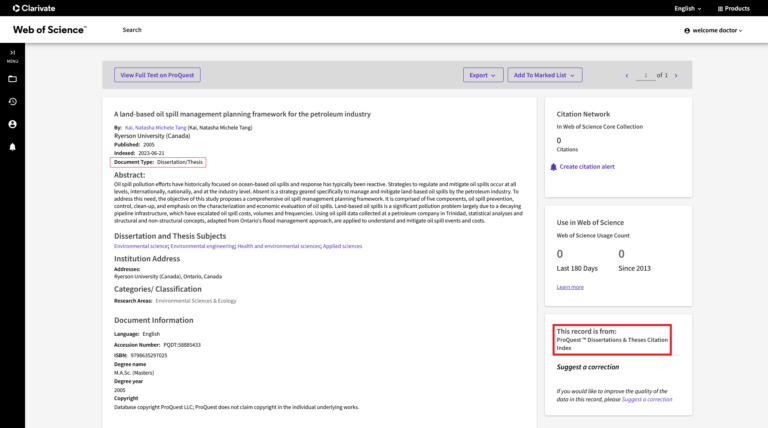 Clarivate
English
Products
Web of Science™
Search
welcome doctor
MENU
View Full Text on ProQuest
Export
Add To Marked List
1 of 1
A land-based oil spill management planning framework for the petroleum industry
By: Kai, Natasha Michele Tang (Kai, Natasha Michele Tang)
Ryerson University (Canada)
Published: 2005
Indexed: 2023-06-21
Document Type: Dissertation/Thesis
Abstract:
Oil spill pollution efforts have historically focused on ocean-based oil spills and response has typically been reactive. Strategies to regulate and mitigate oil spills occur at all
levels, internationally, nationally, and at the industry level. Absent is a strategy geared specifically to manage and mitigate land-based oil spills by the petroleum industry. To
address this need, the objective of this study proposes a comprehensive oil spill management planning framework. It is comprised of five components, oil spill prevention,
control, clean-up, and emphasis on the characterization and economic evaluation of oil spills. Land-based oil spills is a significant pollution problem largely due to a decaying
pipeline infrastructure, which have escalated oil spill costs, volumes and frequencies. Using oil spill data collected at a petroleum company in Trinidad, statistical analyses and
structural and non-structural concepts, adapted from Ontario's flood management approach, are applied to understand and mitigate oil spill events and costs.
Dissertation and Thesis Subjects
Environmental science; Environmental engineering; Health and environmental sciences; Applied sciences
Institution Address
Addresses:
Ryerson University (Canada), Ontario, Canada
Categories/ Classification
Research Areas: Environmental Sciences & Ecology
Document Information
Language: English
Accession Number: PQDT:58885433
ISBN: 9798635297025
Degree name
M.A.Sc. (Masters)
Degree year
2005
Copyright
Database copyright ProQuest LLC; ProQuest does not claim copyright in the individual underlying works.
Citation Network
In Web of Science Core Collection
0
Citations
Create citation alert
Use in Web of Science
Web of Science Usage Count
0 0
Last 180 Days Since 2013
Learn more
This record is from:
ProQuest ™ Dissertations & Theses Citation
Index
Suggest a correction
If you would like to improve the quality of the
data in this record, please Suggest a correction